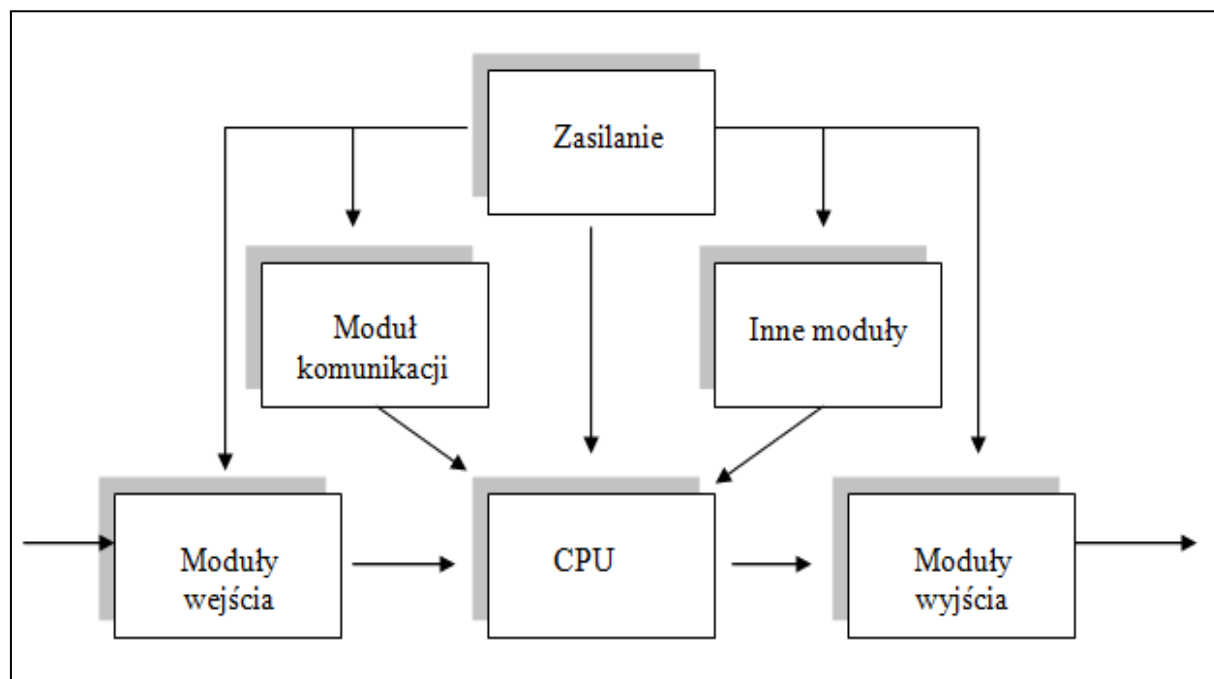 Zasilanie
Moduł
komunikacji
Inne moduły
Moduły
wejścia
CPU
Moduły
wyjścia